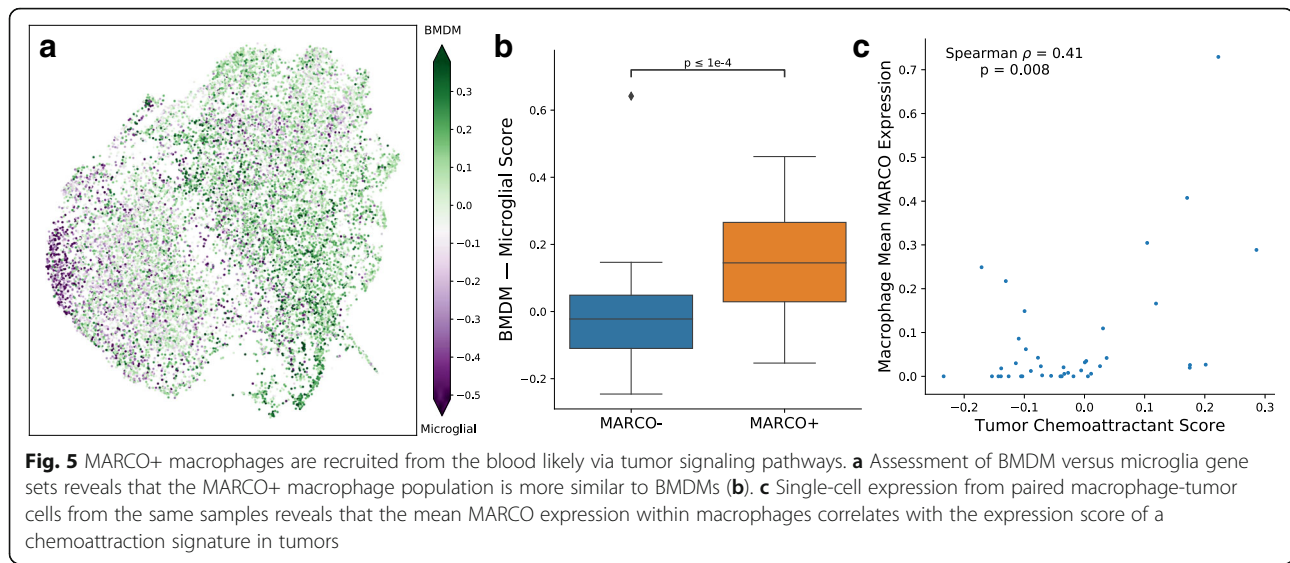 a
BMDM
0.3
0.2
0.1
0.0
−0.1
−0.2
−0.3
−0.4
−0.5
Microglial
b
p ≤ 1e-4
BMDM — Microglial Score
0.6
0.4
0.2
0.0
−0.2
MARCO-
MARCO+
c
Spearman ρ = 0.41
p = 0.008
Macrophage Mean MARCO Expression
0.7
0.6
0.5
0.4
0.3
0.2
0.1
0.0
−0.2
−0.1
0.0
0.1
0.2
0.3
Tumor Chemoattractant Score
Fig. 5 MARCO+ macrophages are recruited from the blood likely via tumor signaling pathways. a Assessment of BMDM versus microglia gene
sets reveals that the MARCO+ macrophage population is more similar to BMDMs (b). c Single-cell expression from paired macrophage-tumor
cells from the same samples reveals that the mean MARCO expression within macrophages correlates with the expression score of a
chemoattraction signature in tumors